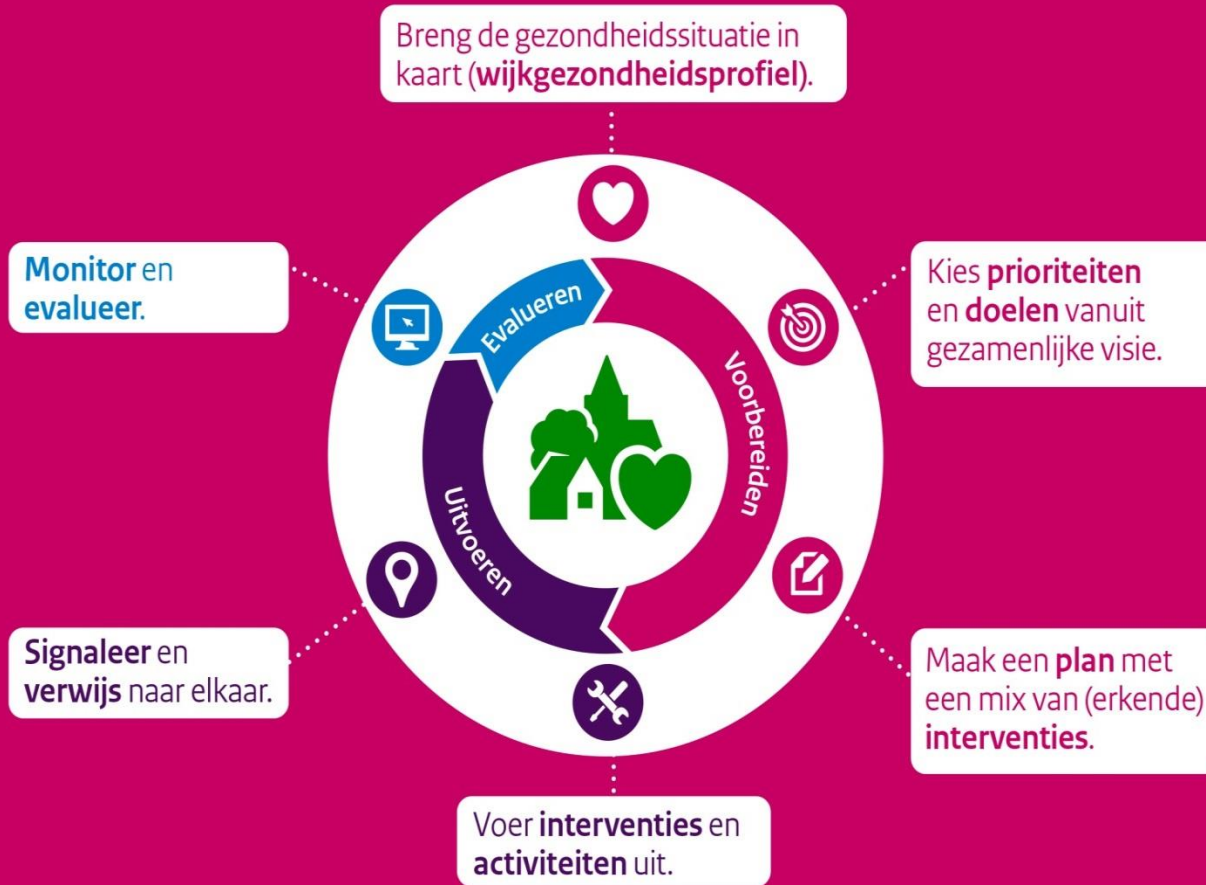 Breng de gezondheidssituatie in
kaart (wijkgezondheidsprofiel).
Monitor en
evalueer.
Evalueren
Voorbereiden
Kies prioriteiten
en doelen vanuit
gezamenlijke visie.
Uitvoeren
Signaleer en
verwijs naar elkaar.
Maak een plan met
een mix van (erkende)
interventies.
Voer interventies en
activiteiten uit.